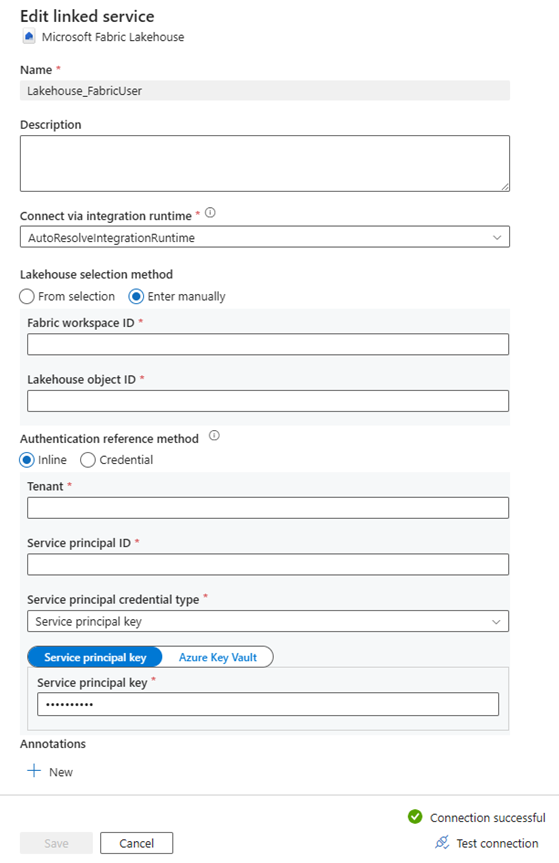 Edit linked service
Microsoft Fabric Lakehouse
Name *
Lakehouse_FabricUser
Description
Connect via integration runtime *
AutoResolveIntegrationRuntime
Lakehouse selection method
From selection Enter manually
Fabric workspace ID *
Lakehouse object ID *
Authentication reference method
Inline Credential
Tenant *
Service principal ID *
Service principal credential type *
Service principal key
Service principal key Azure Key Vault
Service principal key *
••••••••••
Annotations
New
Connection successful
Save Cancel Test connection